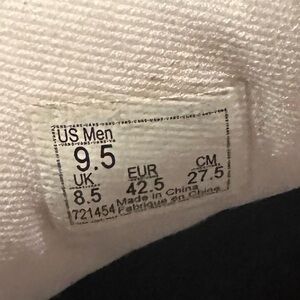 US Men
9.5
UK EUR CM
8.5 42.5 27.5
721454 Made in China
Fabriqué en Chine